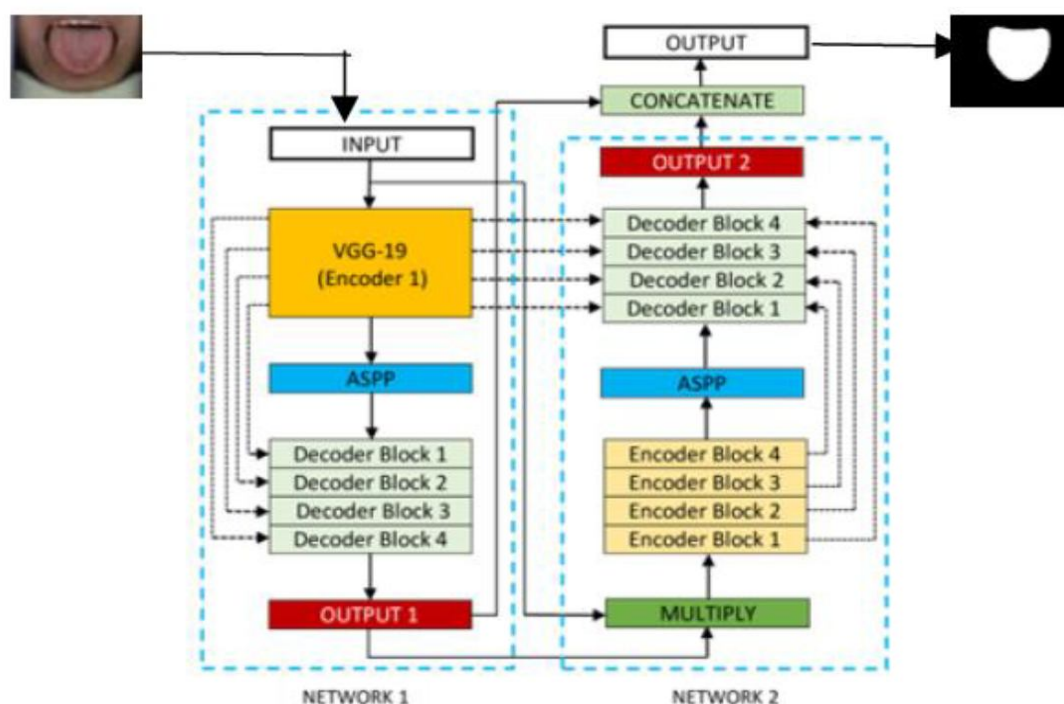 INPUT
VGG-19
(Encoder 1)
ASPP
Decoder Block 1
Decoder Block 2
Decoder Block 3
Decoder Block 4
OUTPUT 1
NETWORK 1
OUTPUT
CONCATENATE
OUTPUT 2
Decoder Block 4
Decoder Block 3
Decoder Block 2
Decoder Block 1
ASPP
Encoder Block 4
Encoder Block 3
Encoder Block 2
Encoder Block 1
MULTIPLY
NETWORK 2